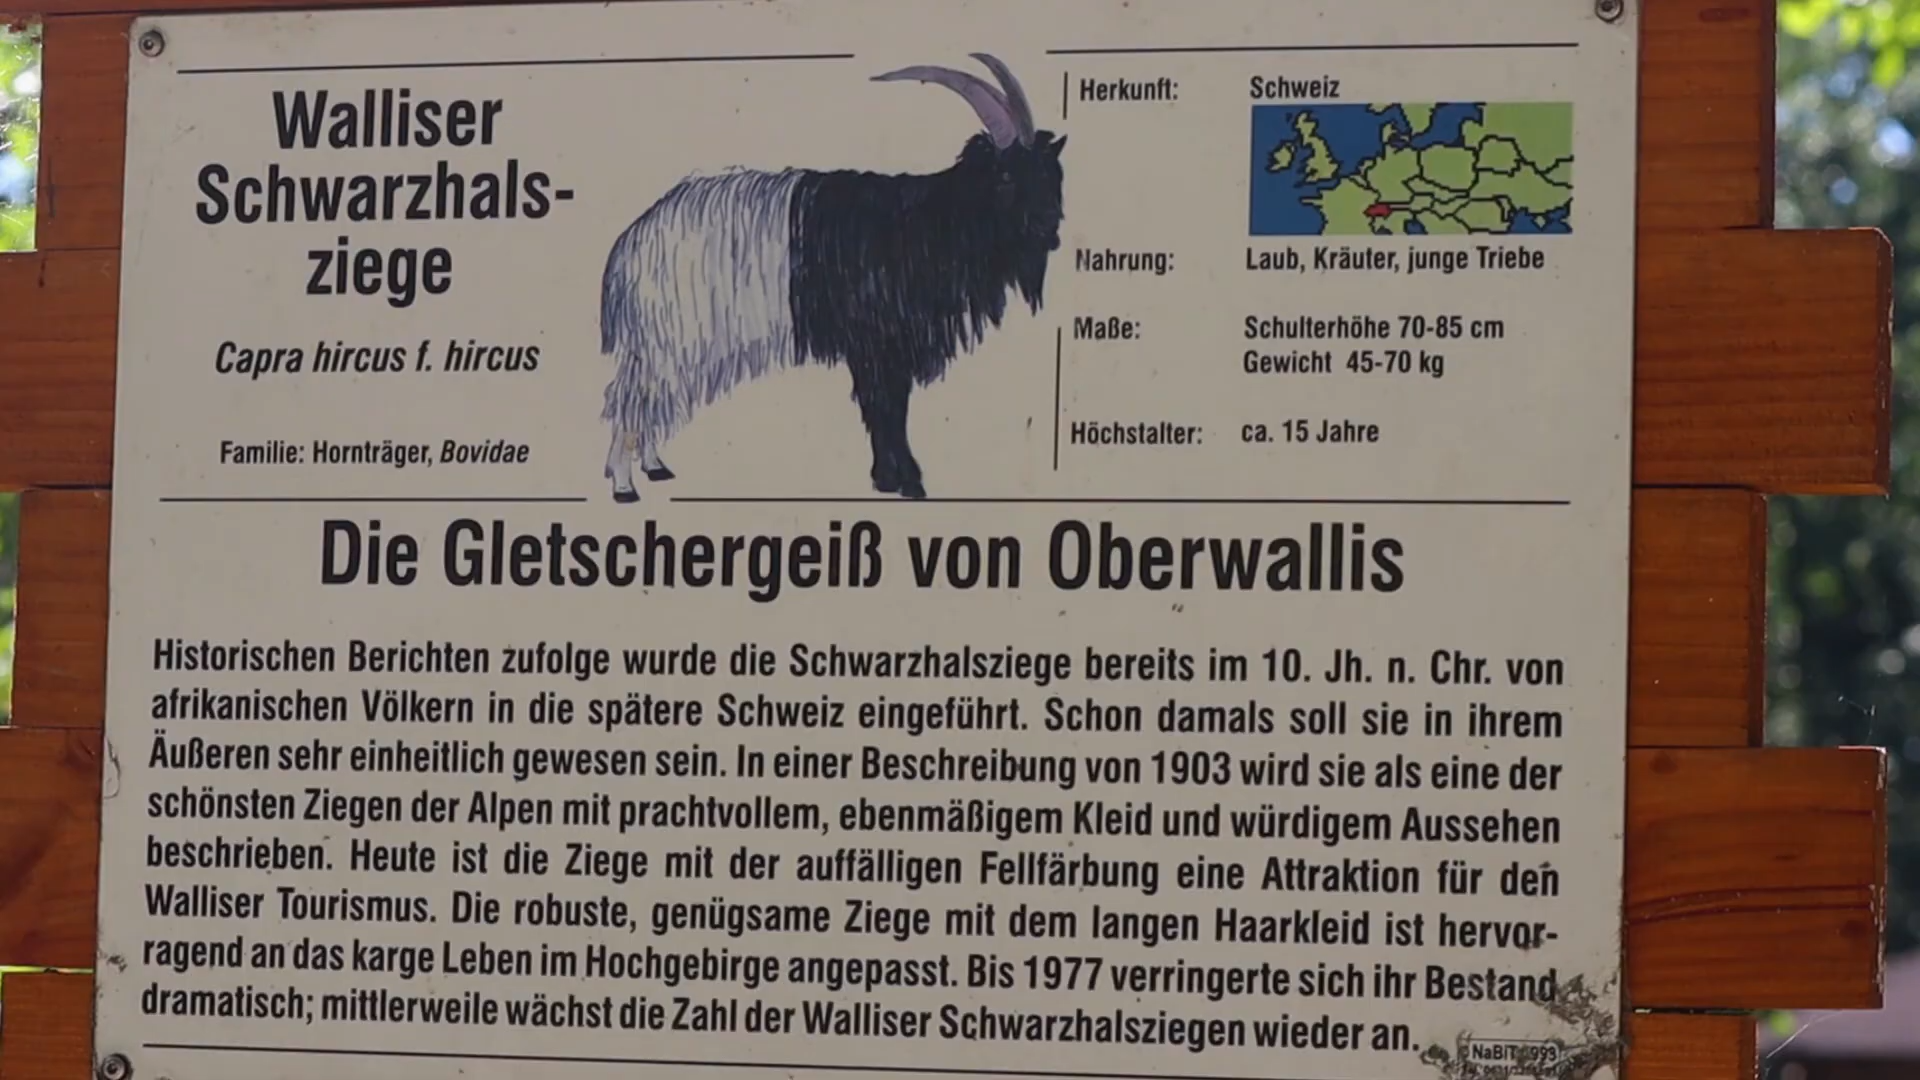 Walliser
Schwarzhals-
ziege
Capra hircus f. hircus
Familie: Hornträger, Bovidae
Herkunft: Schweiz
Nahrung: Laub, Kräuter, junge Triebe
Maße: Schulterhöhe 70-85 cm
Gewicht 45-70 kg
Höchstalter: ca. 15 Jahre
Die Gletschergeiß von Oberwallis
Historischen Berichten zufolge wurde die Schwarzhalsziege bereits im 10. Jh. n. Chr. von
afrikanischen Völkern in die spätere Schweiz eingeführt. Schon damals soll sie in ihrem
Äußeren sehr einheitlich gewesen sein. In einer Beschreibung von 1903 wird sie als eine der
schönsten Ziegen der Alpen mit prachtvollem, ebenmäßigem Kleid und würdigem Aussehen
beschrieben. Heute ist die Ziege mit der auffälligen Fellfärbung eine Attraktion für den
Walliser Tourismus. Die robuste, genügsame Ziege mit dem langen Haarkleid ist hervor-
ragend an das karge Leben im Hochgebirge angepasst. Bis 1977 verringerte sich ihr Bestand
dramatisch; mittlerweile wächst die Zahl der Walliser Schwarzhalsziegen wieder an.
NaBiT